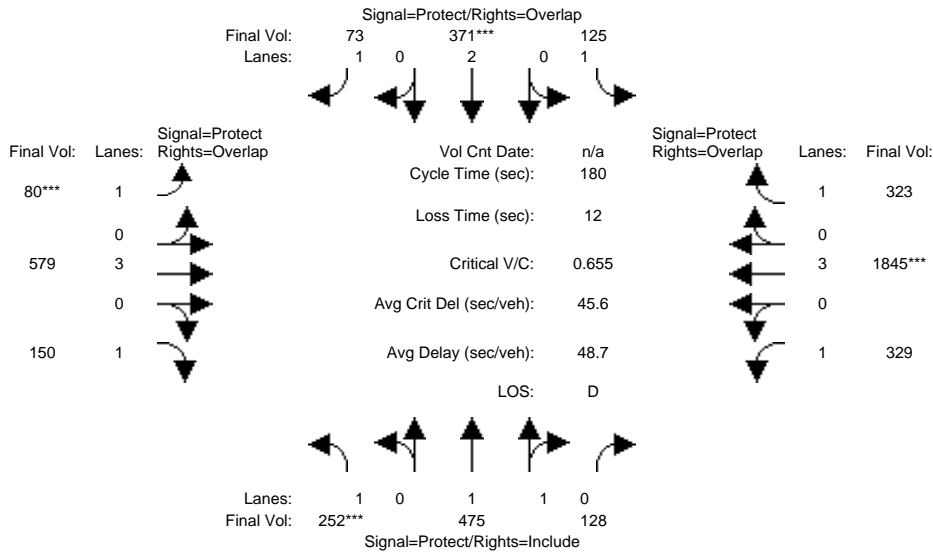 Signal=Protect/Rights=Overlap
Final Vol: 73 371*** 125
Lanes: 1 0 2 0 1
Signal=Protect Signal=Protect
Final Vol: Lanes: Rights=Overlap Vol Cnt Date: n/a Rights=Overlap Lanes: Final Vol:
Cycle Time (sec): 180
80*** 1 1 323
Loss Time (sec): 12
0 0
579 3 Critical V/C: 0.655 3 1845***
0 Avg Crit Del (sec/veh): 45.6 0
150 1 Avg Delay (sec/veh): 48.7 1 329
LOS: D
Lanes: 1 0 1 1 0
Final Vol: 252*** 475 128
Signal=Protect/Rights=Include